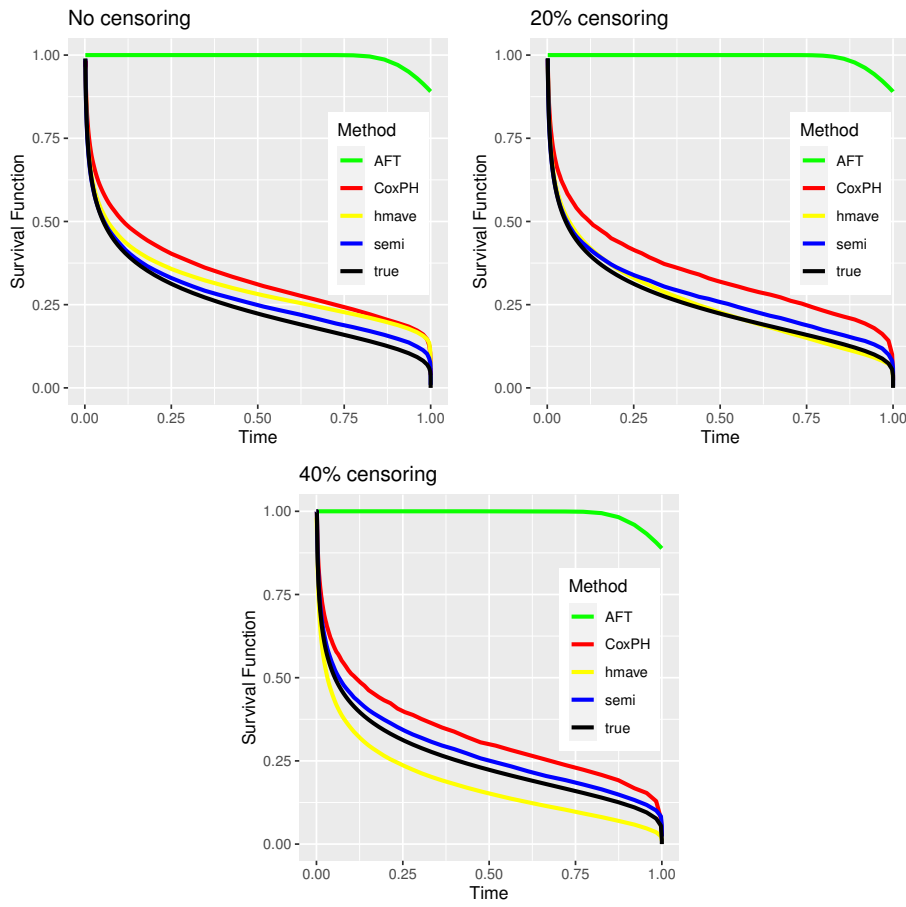 No censoring
1.00
0.75
0.50
0.25
0.00
Survival Function
0.00 0.25 0.50 0.75 1.00
Time
Method
AFT
CoxPH
hmave
semi
true
20% censoring
1.00
0.75
0.50
0.25
0.00
Survival Function
0.00 0.25 0.50 0.75 1.00
Time
Method
AFT
CoxPH
hmave
semi
true
40% censoring
1.00
0.75
0.50
0.25
0.00
Survival Function
0.00 0.25 0.50 0.75 1.00
Time
Method
AFT
CoxPH
hmave
semi
true